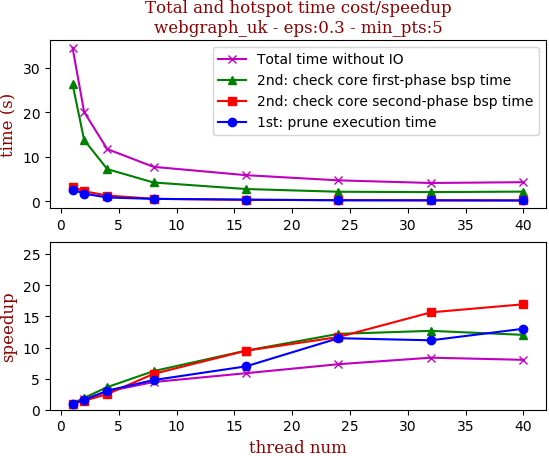 Total and hotspot time cost/speedup
webgraph_uk - eps:0.3 - min_pts:5
time (s)
30
20
10
0
Total time without IO
2nd: check core first-phase bsp time
2nd: check core second-phase bsp time
1st: prune execution time
0 5 10 15 20 25 30 35 40
speedup
25
20
15
10
5
0
0 5 10 15 20 25 30 35 40
thread num